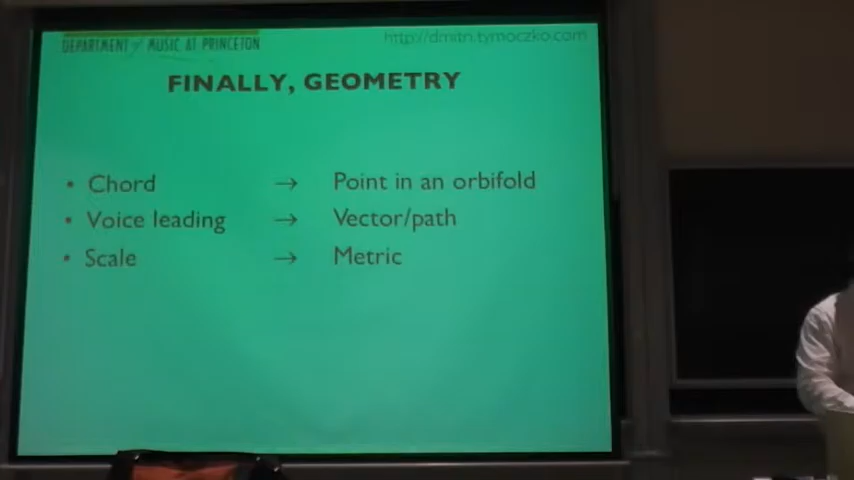 DEPARTMENT of MUSIC AT PRINCETON
http://dmitri.tymoczko.com
FINALLY, GEOMETRY
• Chord → Point in an orbifold
• Voice leading → Vector/path
• Scale → Metric